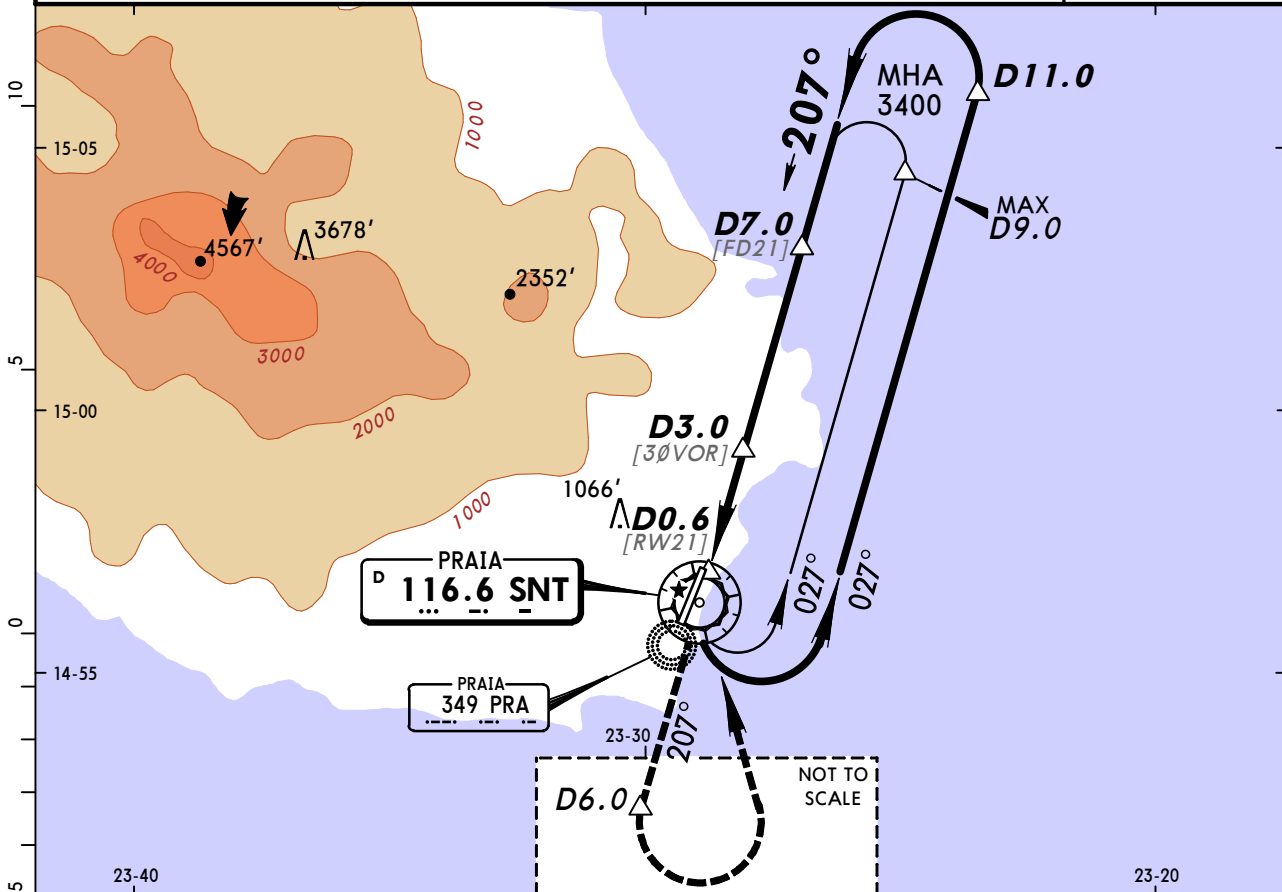 10
5
0
5
15-05
15-00
14-55
1000
4567'
3678'
4000
3000
2352'
2000
1000
207°
MHA
3400
D11.0
MAX
D9.0
D7.0
[FD21]
D3.0
[3ØVOR]
1066'
D0.6
[RW21]
PRAIA
D 116.6 SNT
PRAIA
349 PRA
027°
027°
207°
23-30
NOT TO
SCALE
D6.0
23-40
23-20